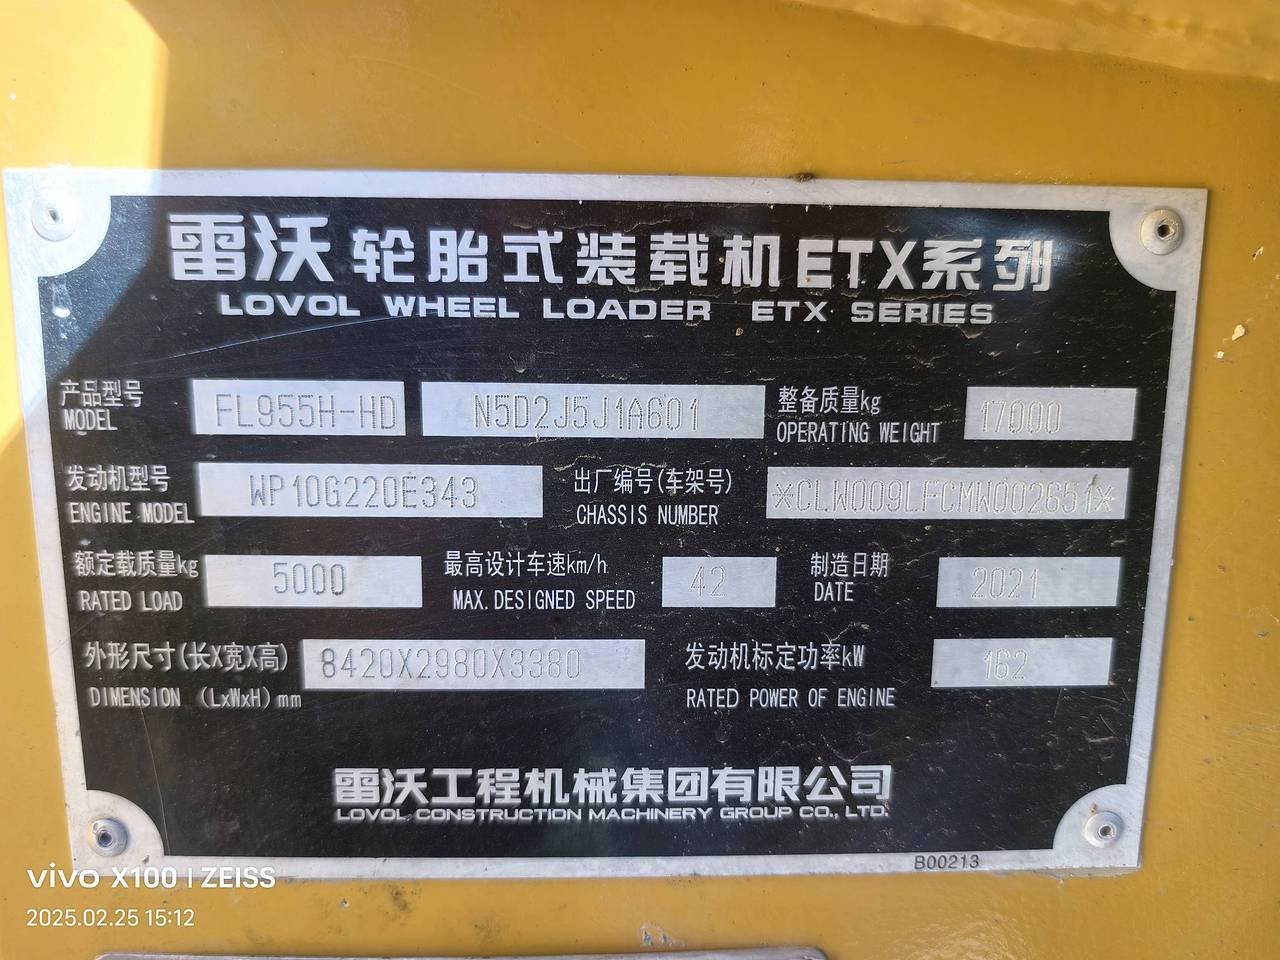 雷沃轮胎式装载机ETX系列
LOVOL WHEEL LOADER ETX SERIES
产品型号 FL955H-HD N5D2J5J1A601 整备质量kg 17000
MODEL OPERATING WEIGHT
发动机型号 WP10G220E343 出厂编号(车架号) *CLW009LFCMW002651*
ENGINE MODEL CHASSIS NUMBER
额定载质量kg 5000 最高设计车速km/h 42 制造日期 2021
RATED LOAD MAX.DESIGNED SPEED DATE
外形尺寸(长X宽X高) 8420X2980X3380 发动机标定功率kW 162
DIMENSION (LxWxH)mm RATED POWER OF ENGINE
雷沃工程机械集团有限公司
LOVOL CONSTRUCTION MACHINERY GROUP CO., LTD.
B00213
vivo X100 | ZEISS
2025.02.25 15:12